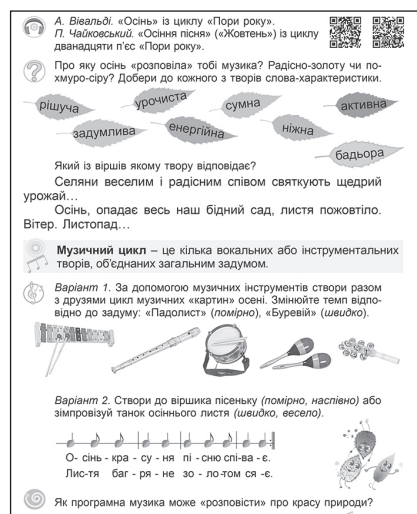 А. Вівальді. «Осінь» із циклу «Пори року».
П. Чайковський. «Осіння пісня» («Жовтень») із циклу
дванадцяти п’єс «Пори року».
Про яку осінь «розповіла» тобі музика? Радісно-золоту чи по-
хмуро-сіру? Добери до кожного з творів слова-характеристики.
рішуча
урочиста
сумна
активна
задумлива
енергійна
ніжна
бадьора
Який із віршів якому твору відповідає?
Селяни веселим і радісним співом святкують щедрий
урожай…
Осінь, опадає весь наш бідний сад, листя пожовтіло.
Вітер. Листопад…
Музичний цикл – це кілька вокальних або інструментальних
творів, об’єднаних загальним задумом.
Варіант 1. За допомогою музичних інструментів створи разом
з друзями цикл музичних «картин» осені. Змінюйте темп відпо-
відно до задуму: «Падолист» (помірно), «Буревій» (швидко).
Варіант 2. Створи до віршика пісеньку (помірно, наспівно) або
зімпровізуй танок осіннього листя (швидко, весело).
О- сінь - кра - су - ня пі - сню спі-ва - є.
Лис-тя баг - ря - не зо - ло-том ся -є.
Як програмна музика може «розповісти» про красу природи?